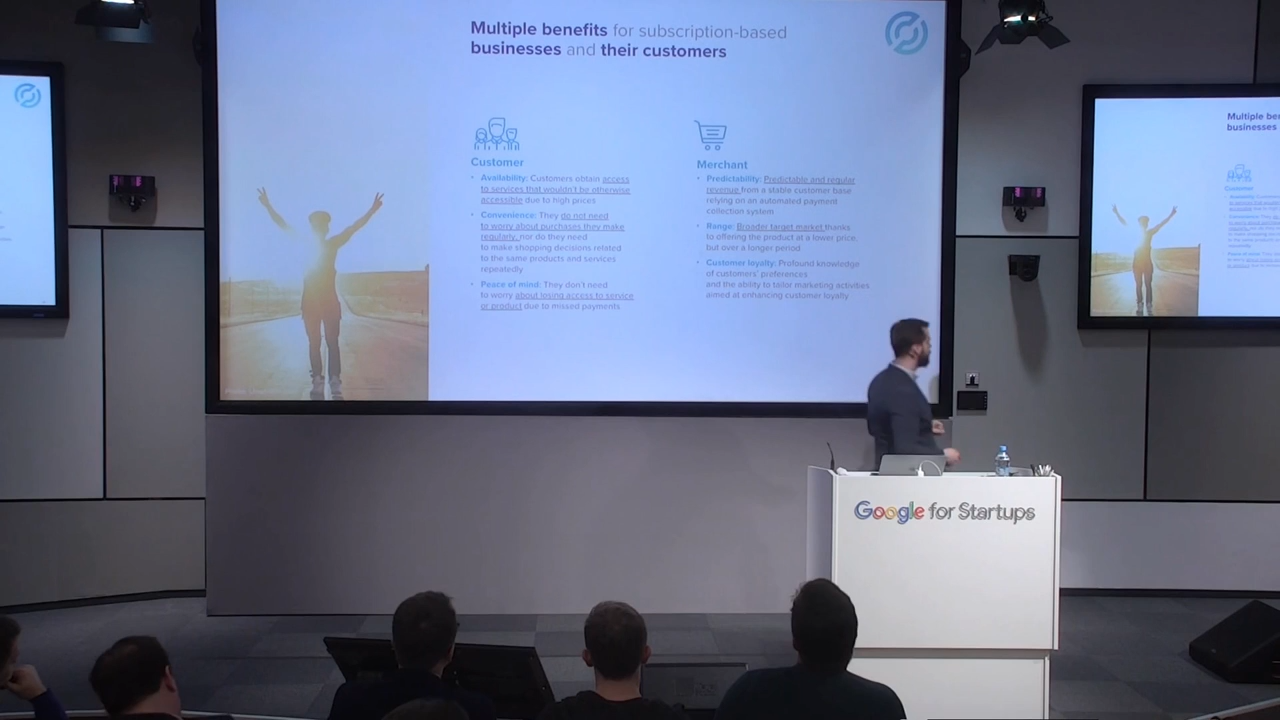 Multiple benefits for subscription-based
businesses and their customers
Customer
• Availability: Customers obtain access
to services that wouldn't be otherwise
accessible due to high prices
• Convenience: They do not need
to worry about purchases they make
regularly, nor do they need
to make shopping decisions related
to the same products and services
repeatedly
• Peace of mind: They don't need
to worry about losing access to service
or product due to missed payments
Merchant
• Predictability: Predictable and regular
revenue from a stable customer base
relying on an automated payment
collection system
• Range: Broader target market thanks
to offering the product at a lower price,
but over a longer period
• Customer loyalty: Profound knowledge
of customers' preferences
and the ability to tailor marketing activities
aimed at enhancing customer loyalty
Multiple
businesses
Customer
Google for Startups